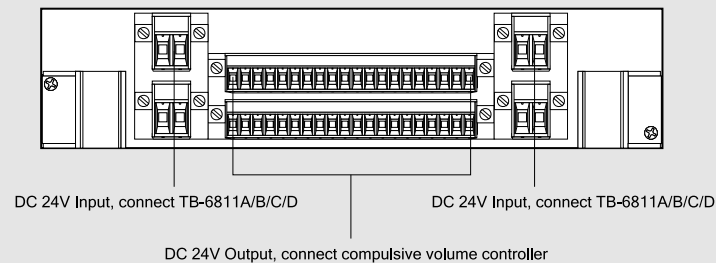 DC 24V Input, connect TB-6811A/B/C/D
DC 24V Input, connect TB-6811A/B/C/D
DC 24V Output, connect compulsive volume controller